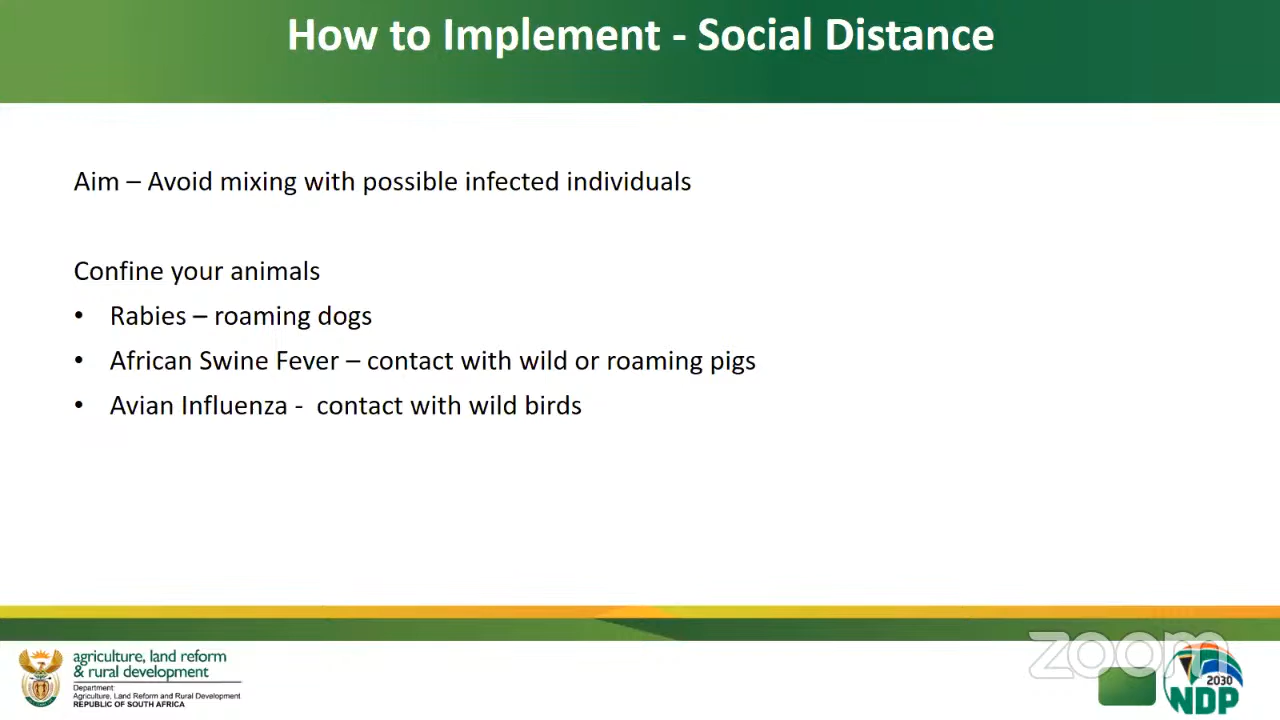 How to Implement - Social Distance
Aim – Avoid mixing with possible infected individuals
Confine your animals
• Rabies – roaming dogs
• African Swine Fever – contact with wild or roaming pigs
• Avian Influenza -  contact with wild birds
agriculture, land reform
& rural development
Department:
Agriculture, Land Reform and Rural Development
REPUBLIC OF SOUTH AFRICA
zoom
2030
NDP